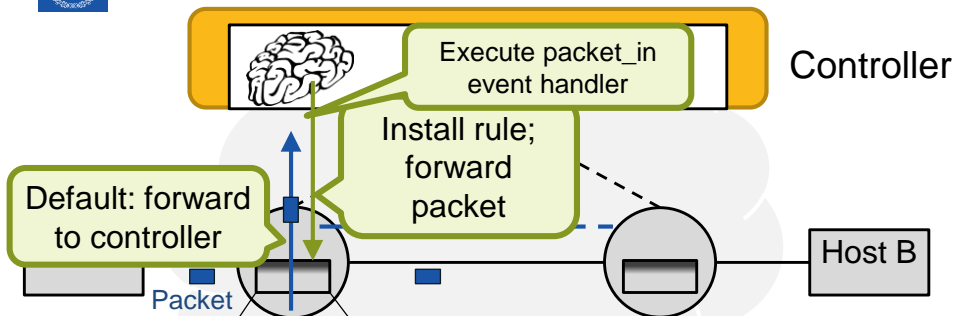 Execute packet_in
event handler
Controller
Install rule;
forward
packet
Default: forward
to controller
Host B
Packet